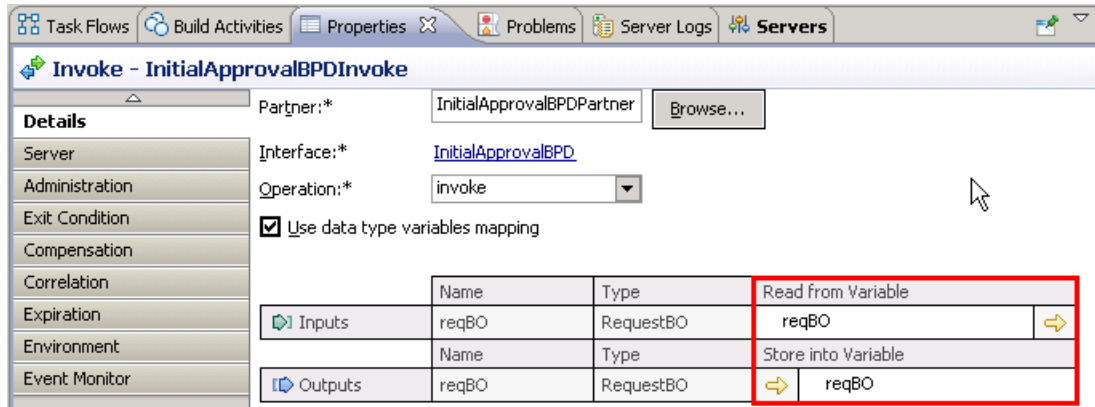 Task Flows Build Activities Properties Problems Server Logs Servers
Invoke - InitialApprovalBPDInvoke
Details
Server
Administration
Exit Condition
Compensation
Correlation
Expiration
Environment
Event Monitor
Partner:* InitialApprovalBPDPartner Browse...
Interface:* InitialApprovalBPD
Operation:* invoke
Use data type variables mapping
Name Type Read from Variable
Inputs reqBO RequestBO reqBO
Name Type Store into Variable
Outputs reqBO RequestBO reqBO